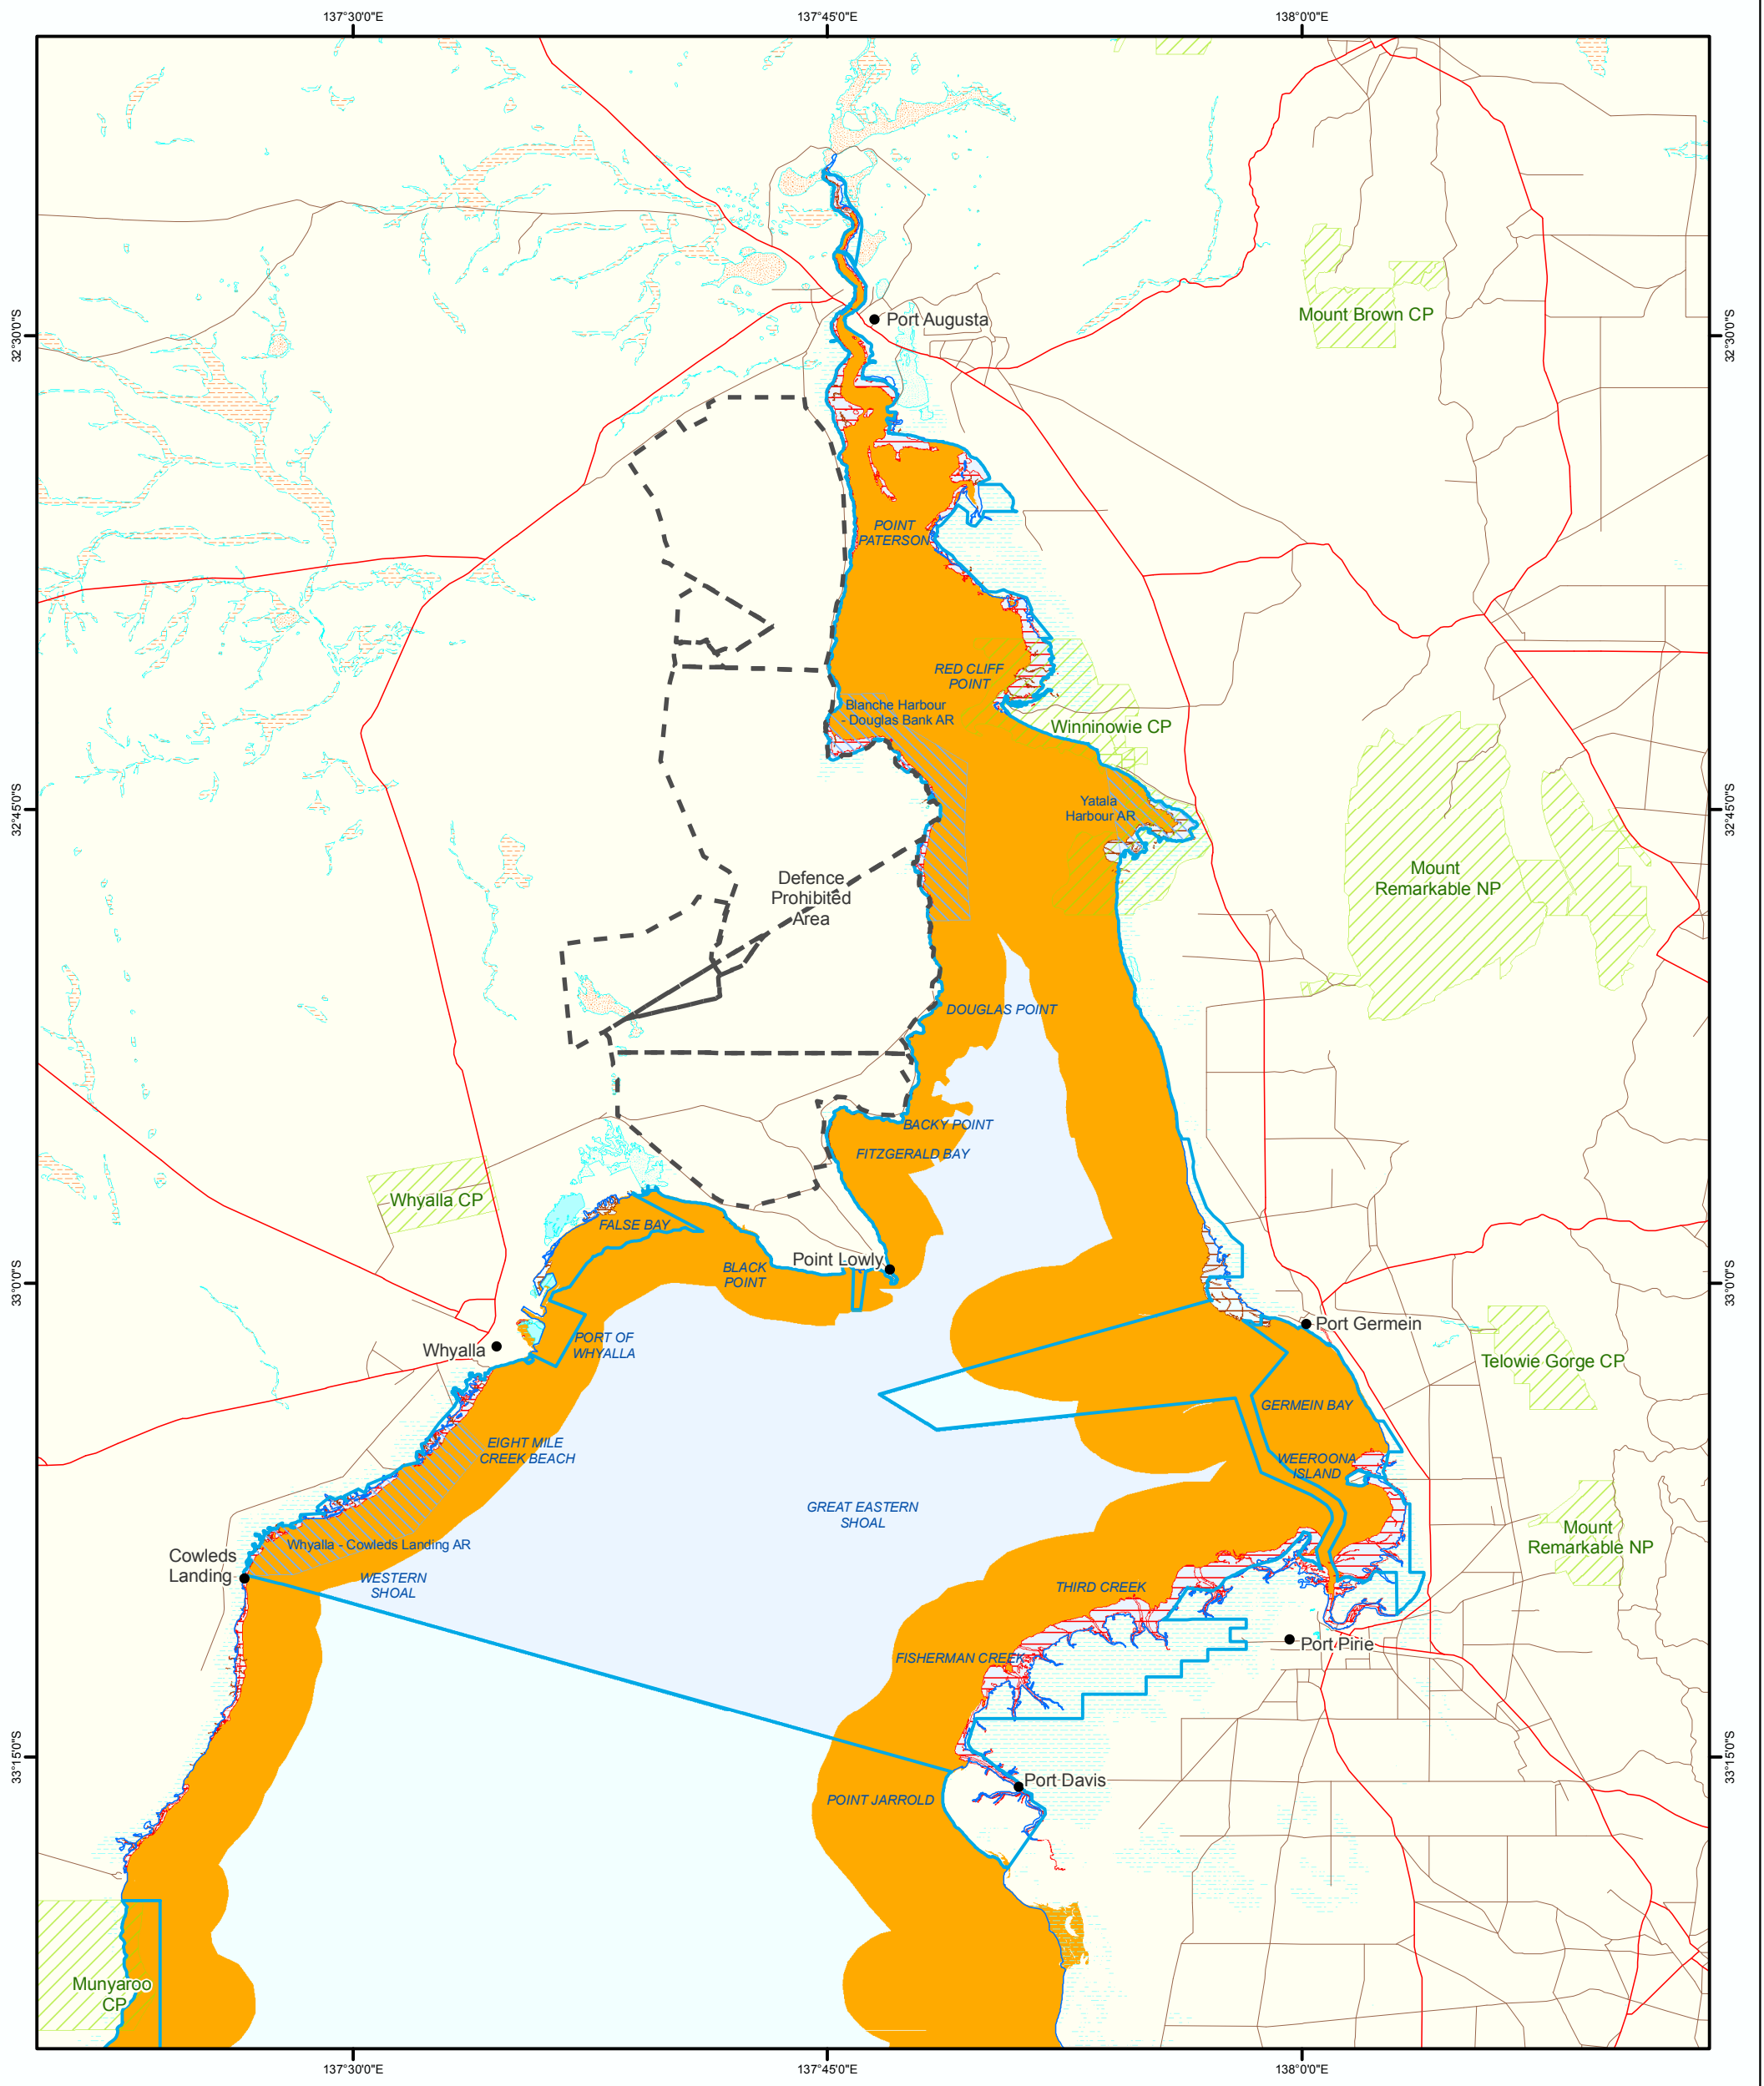 137°30'0"E
137°45'0"E
138°0'0"E
32°30'0"S
32°30'0"S
Port Augusta
Mount Brown CP
POINT
PATERSON
RED CLIFF
POINT
Blanche Harbour
- Douglas Bank AR
Winninowie CP
32°45'0"S
32°45'0"S
Yatala
Harbour AR
Defence
Prohibited
Area
Mount
Remarkable NP
DOUGLAS POINT
BACKY POINT
FITZGERALD BAY
Whyalla CP
FALSE BAY
Point Lowly
BLACK
POINT
33°0'0"S
33°0'0"S
PORT OF
WHYALLA
Whyalla
Port Germein
Telowie Gorge CP
GERMEIN BAY
EIGHT MILE
CREEK BEACH
WEEROONA
ISLAND
GREAT EASTERN
SHOAL
Whyalla - Cowleds Landing AR
Mount
Remarkable NP
Cowleds
Landing
WESTERN
SHOAL
THIRD CREEK
Port Pirie
FISHERMAN CREEK
33°15'0"S
33°15'0"S
Port Davis
POINT JARROLD
Munyaroo
CP
137°30'0"E
137°45'0"E
138°0'0"E